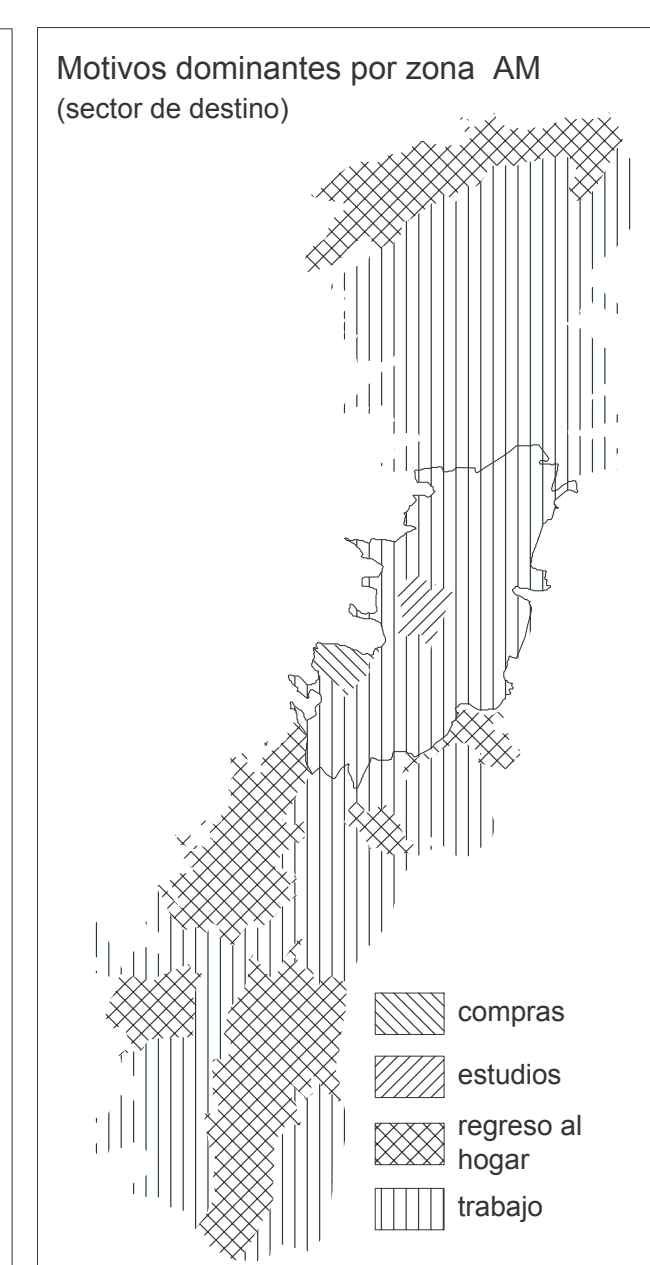 Motivos dominantes por zona AM
(sector de destino)
compras
estudios
regreso al
hogar
trabajo